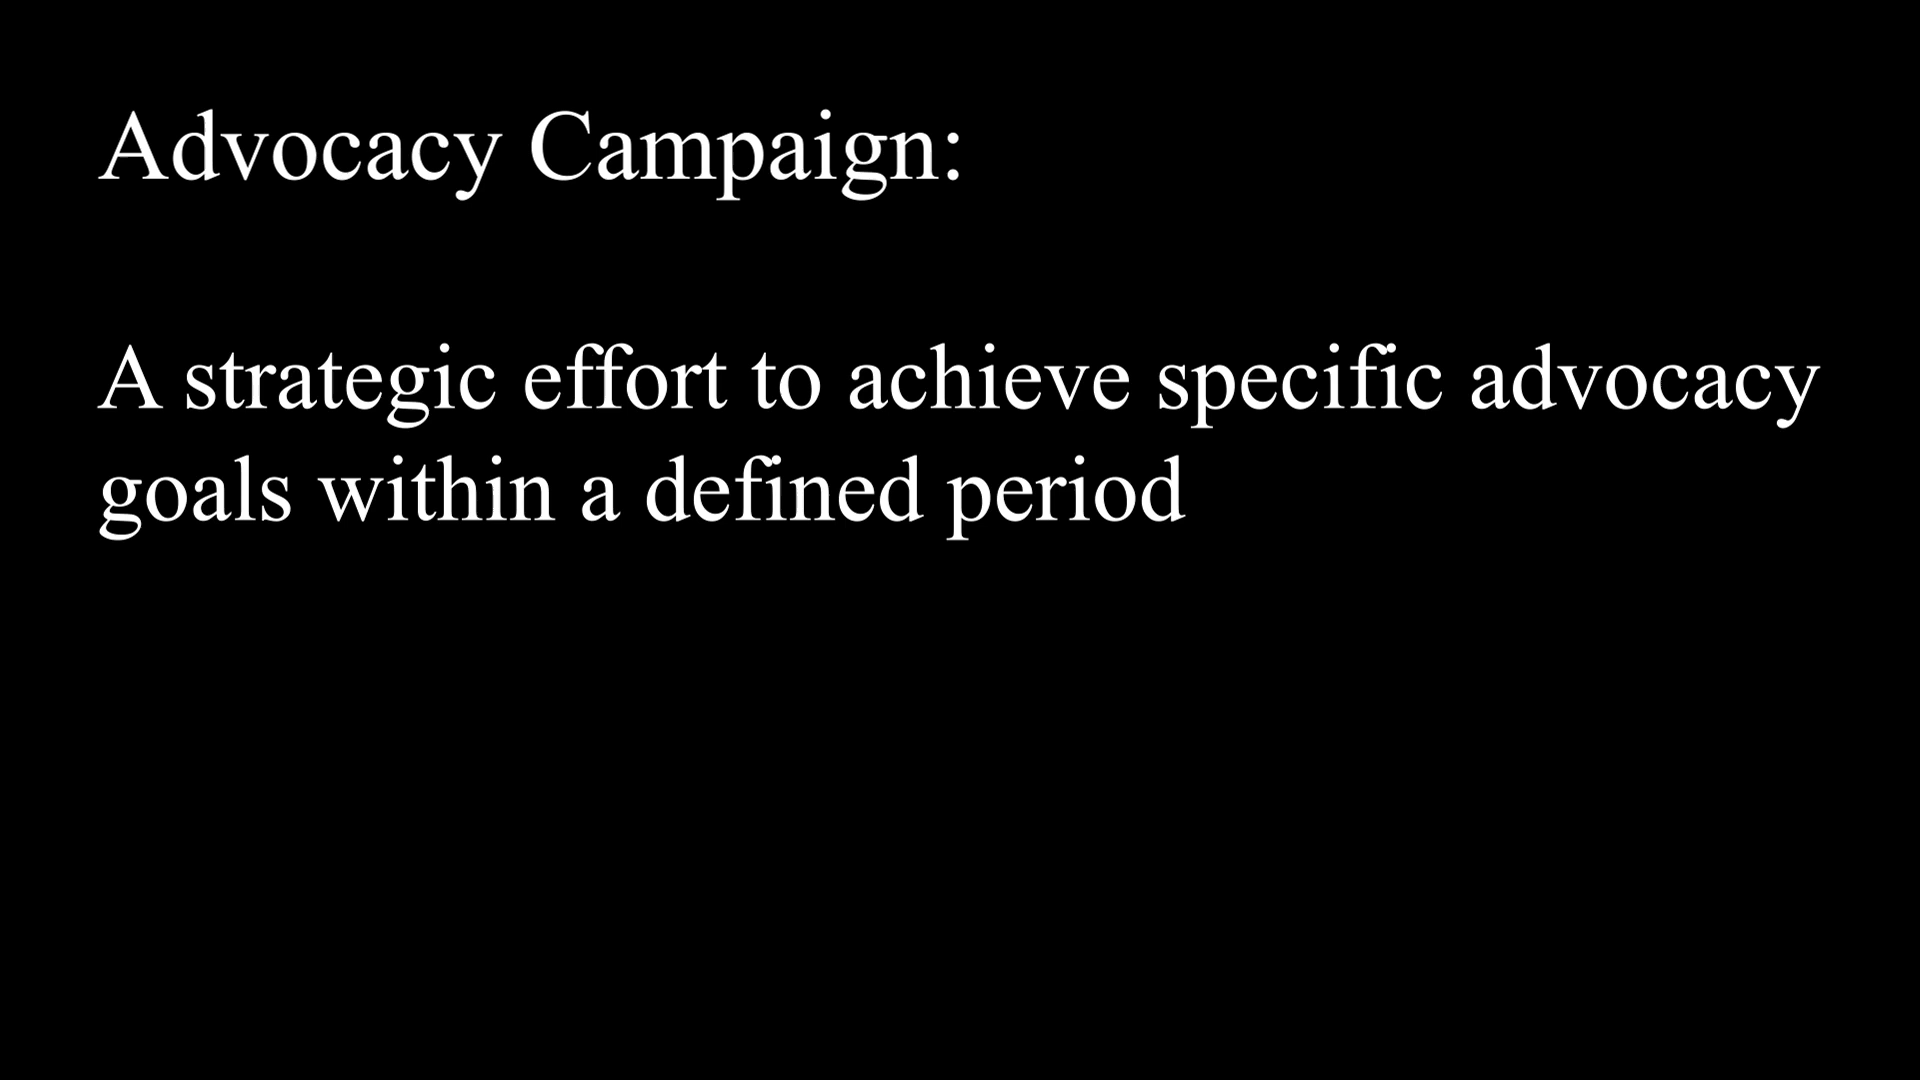 Advocacy Campaign:
A strategic effort to achieve specific advocacy
goals within a defined period